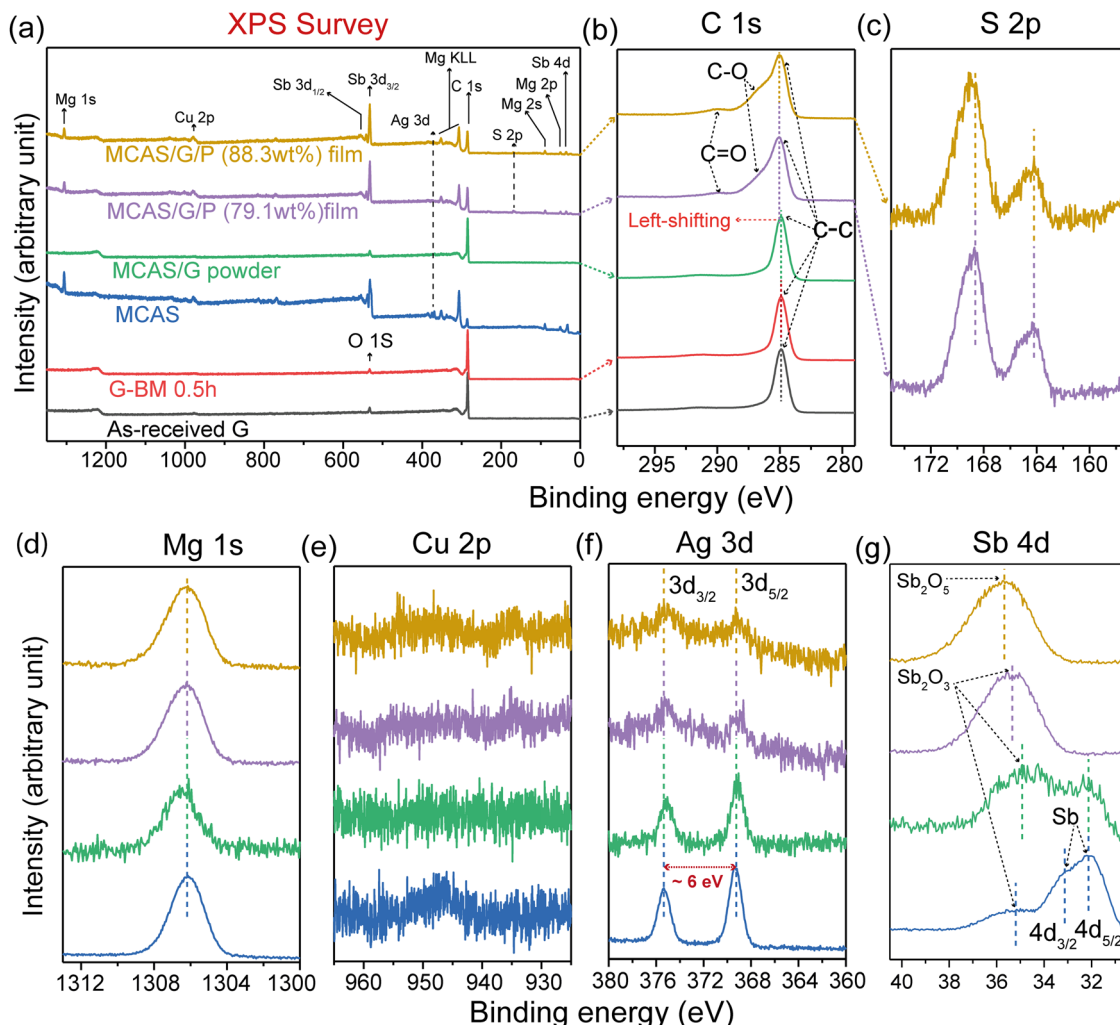 (a)
XPS Survey
Mg 1s
Cu 2p
Sb 3d1/2
Sb 3d3/2
Ag 3d
Mg KLL
C 1s
S 2p
Mg 2s
Mg 2p
Sb 4d
MCAS/G/P (88.3wt%) film
MCAS/G/P (79.1wt%)film
MCAS/G powder
MCAS
O 1S
G-BM 0.5h
As-received G
Intensity (arbitrary unit)
1200 1000 800 600 400 200 0
(b)
C 1s
C-O
C=O
Left-shifting
C-C
295 290 285 280
(c)
S 2p
172 168 164 160
Binding energy (eV)
(d)
Mg 1s
Intensity (arbitrary unit)
1312 1308 1304 1300
(e)
Cu 2p
960 950 940 930
(f)
Ag 3d
3d3/2
3d5/2
~ 6 eV
380 376 372 368 364 360
(g)
Sb 4d
Sb2O5
Sb2O3
Sb
4d3/2
4d5/2
40 38 36 34 32
Binding energy (eV)